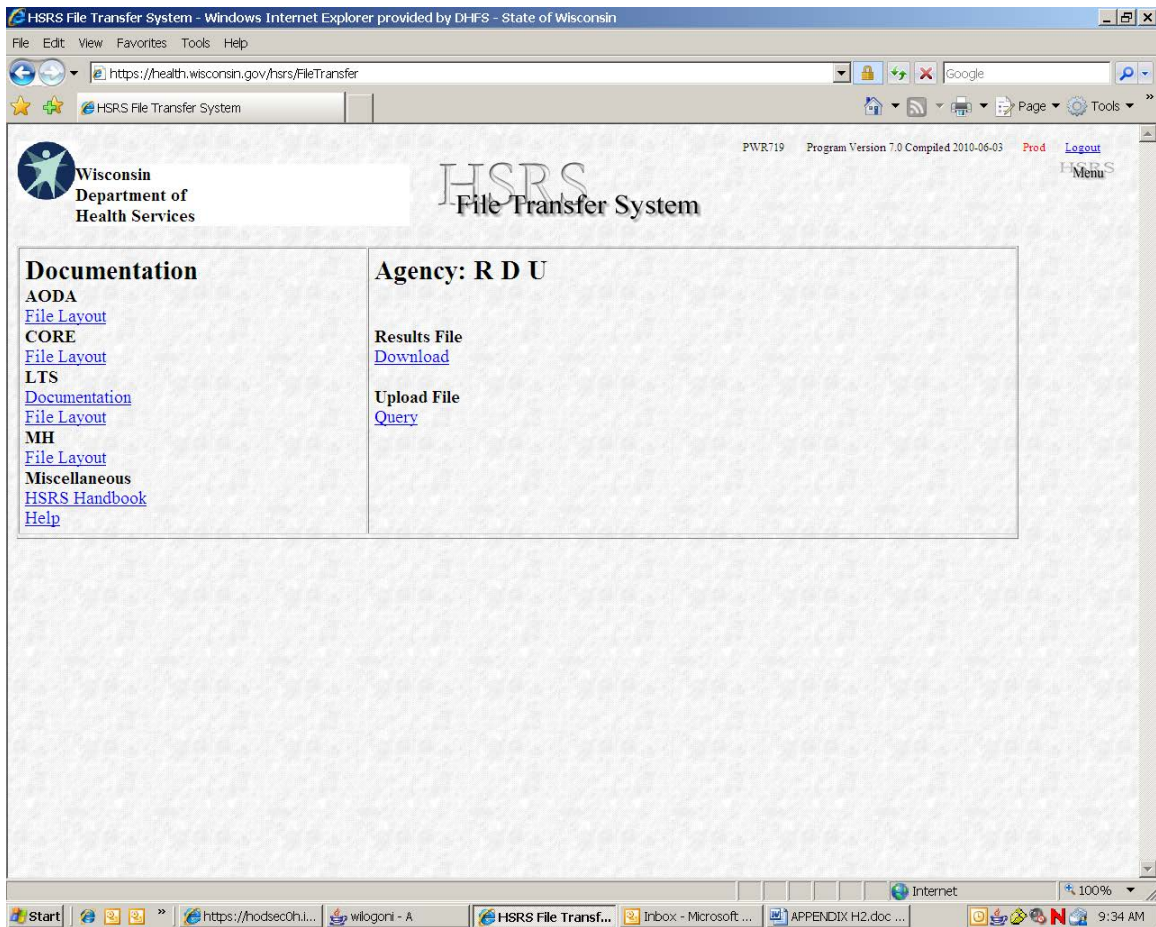 HSRS File Transfer System - Windows Internet Explorer provided by DHFS - State of Wisconsin
File Edit View Favorites Tools Help
https://health.wisconsin.gov/hsrs/FileTransfer
Google
HSRS File Transfer System
Page Tools »
PWR719 Program Version 7.0 Compiled 2010-06-03 Prod Logout
HSRS
Menu
Wisconsin
Department of
Health Services
HSRS
File Transfer System
Documentation
AODA
File Layout
CORE
File Layout
LTS
Documentation
File Layout
MH
File Layout
Miscellaneous
HSRS Handbook
Help
Agency: R D U
Results File
Download
Upload File
Query
Internet
100%
Start » https://hodsec0h.i... wilogoni - A HSRS File Transf... Inbox - Microsoft ... APPENDIX H2.doc ... N 9:34 AM